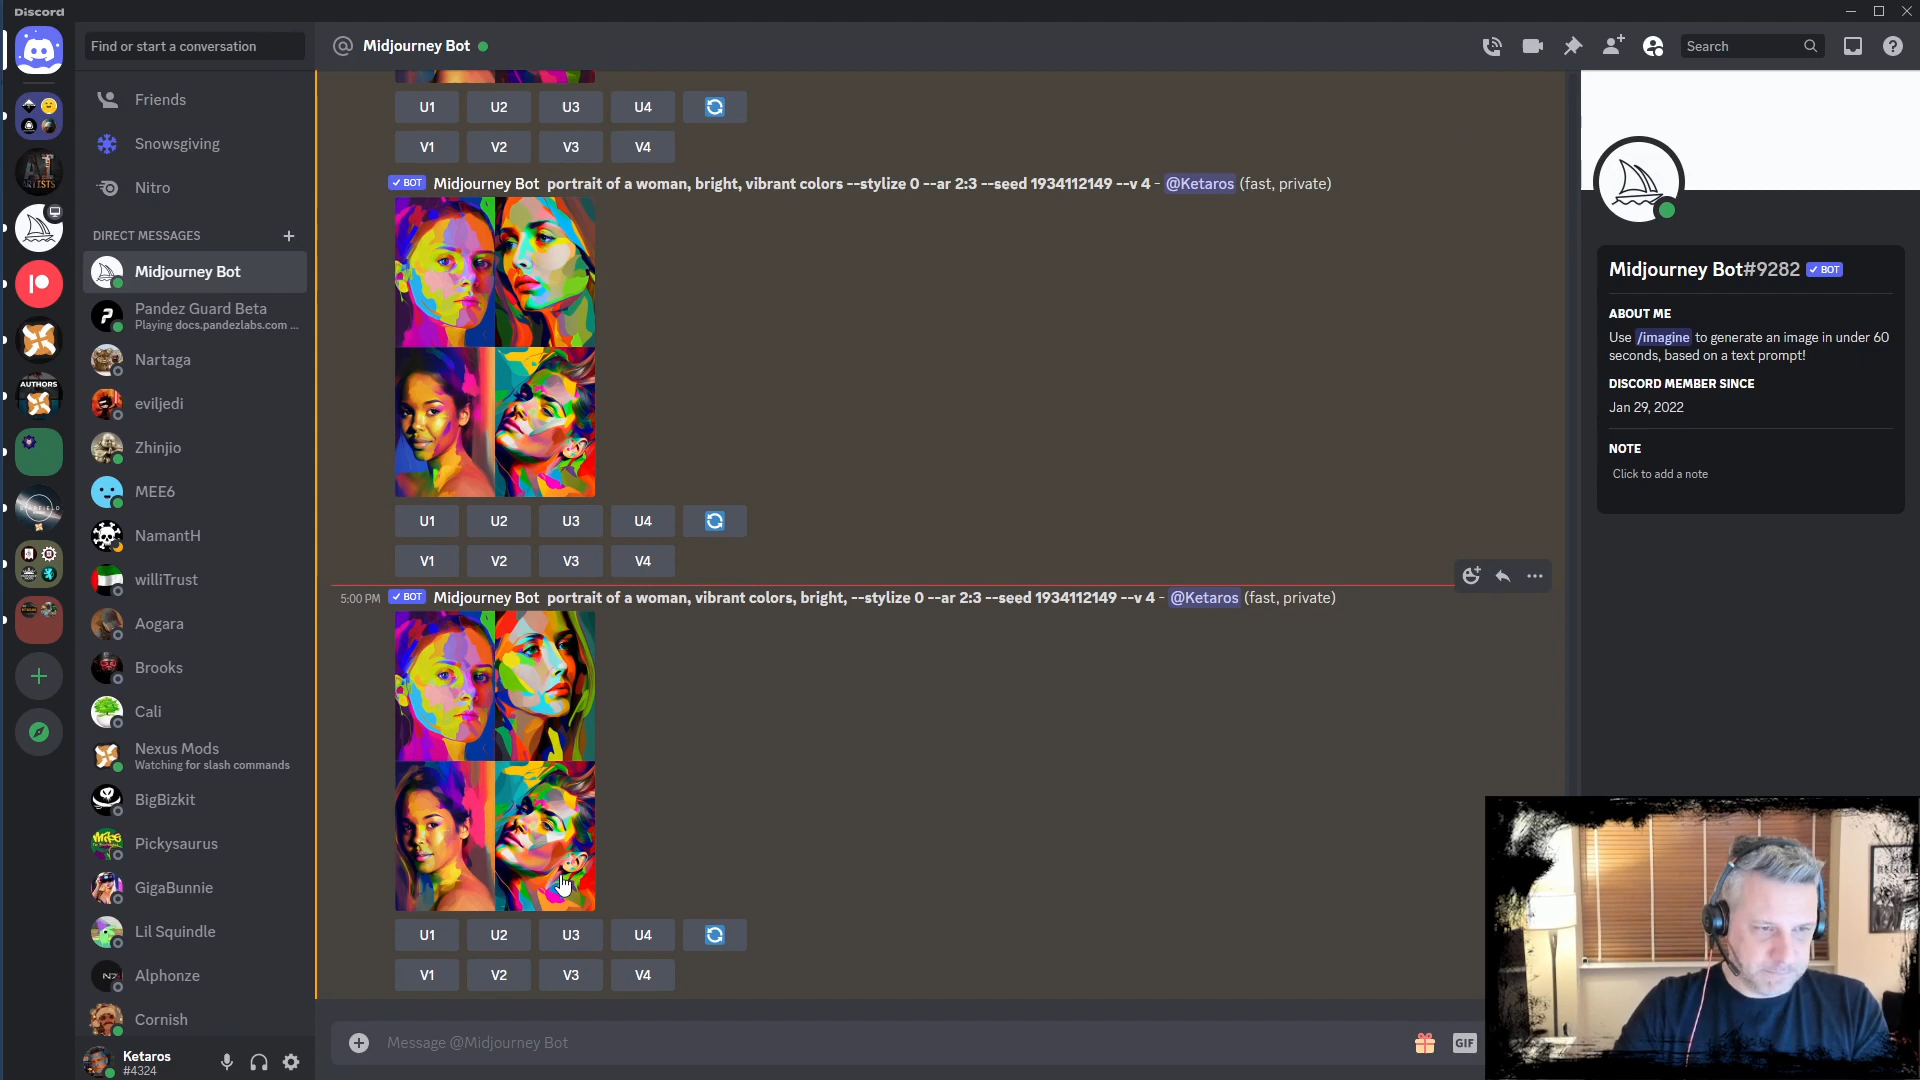 Discord
Find or start a conversation
Midjourney Bot
Search
Friends
Snowsgiving
Nitro
DIRECT MESSAGES
Midjourney Bot
Pandez Guard Beta
Playing docs.pandezlabs.com ...
Nartaga
eviljedi
Zhinjio
MEE6
NamantH
williTrust
Aogara
Brooks
Cali
Nexus Mods
Watching for slash commands
BigBizkit
Pickysaurus
GigaBunnie
Lil Squindle
Alphonze
Cornish
Ketaros
#4324
AI
ARTISTS
AUTHORS
U1 U2 U3 U4
V1 V2 V3 V4
BOT Midjourney Bot portrait of a woman, bright, vibrant colors --stylize 0 --ar 2:3 --seed 1934112149 --v 4 - @Ketaros (fast, private)
U1 U2 U3 U4
V1 V2 V3 V4
5:00 PM BOT Midjourney Bot portrait of a woman, vibrant colors, bright, --stylize 0 --ar 2:3 --seed 1934112149 --v 4 - @Ketaros (fast, private)
U1 U2 U3 U4
V1 V2 V3 V4
Message @Midjourney Bot
GIF
Midjourney Bot#9282 BOT
ABOUT ME
Use /imagine to generate an image in under 60
seconds, based on a text prompt!
DISCORD MEMBER SINCE
Jan 29, 2022
NOTE
Click to add a note